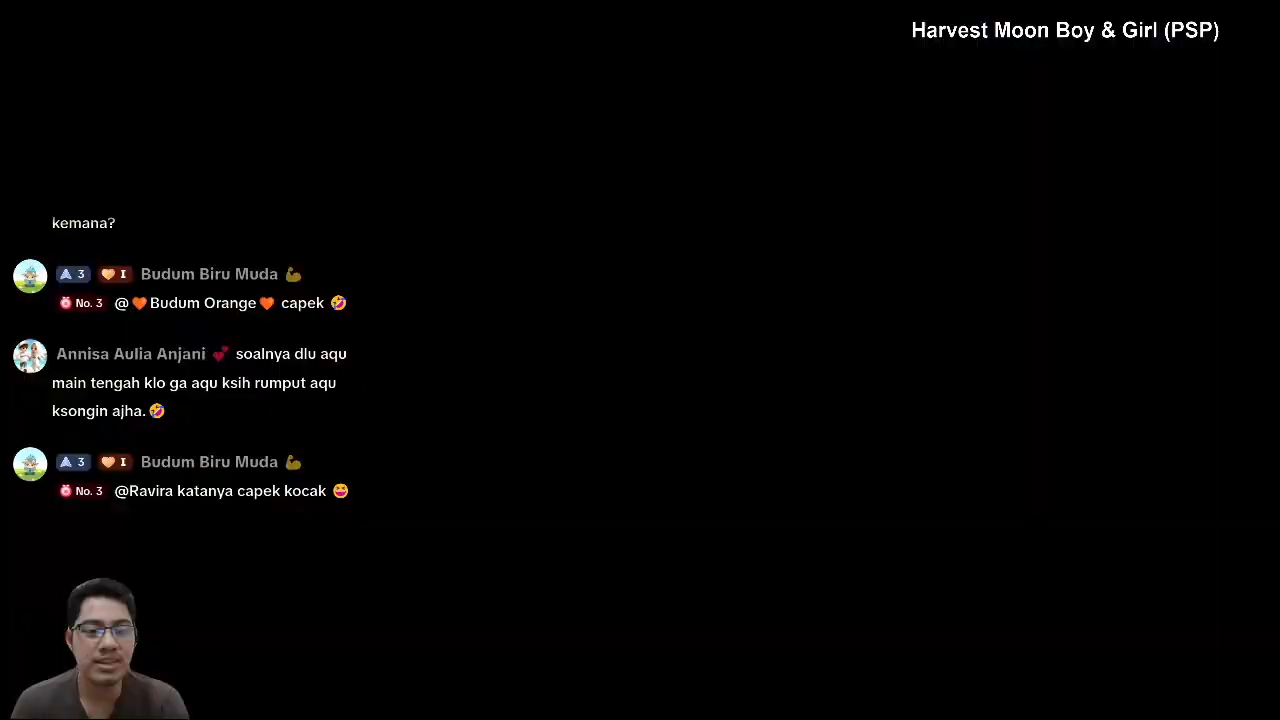 Harvest Moon Boy & Girl (PSP)
kemana?
3 I Budum Biru Muda 💪
No. 3 @🧡Budum Orange🧡 capek 🤣
Annisa Aulia Anjani 💕 soalnya dlu aqu
main tengah klo ga aqu ksih rumput aqu
ksongin ajha.🤣
3 I Budum Biru Muda 💪
No. 3 @Ravira katanya capek kocak 😆